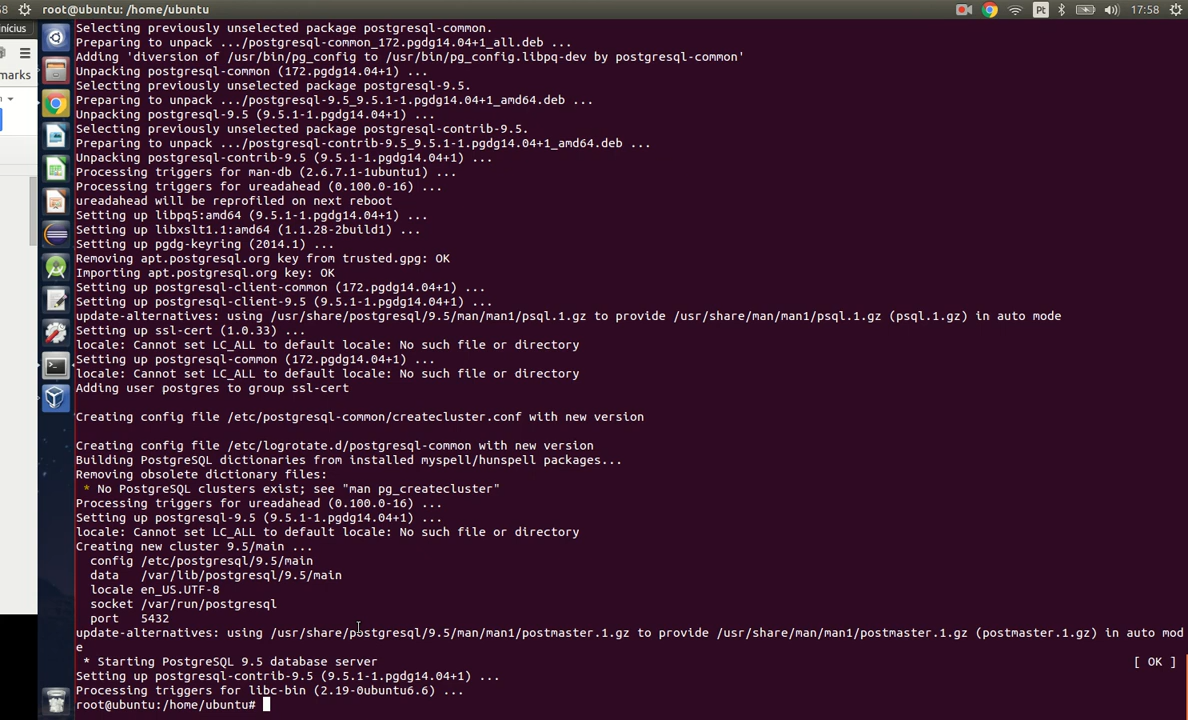 root@ubuntu: /home/ubuntu
Pt
17:58
58
inicius
marks
Selecting previously unselected package postgresql-common.
Preparing to unpack .../postgresql-common_172.pgdg14.04+1_all.deb ...
Adding 'diversion of /usr/bin/pg_config to /usr/bin/pg_config.libpq-dev by postgresql-common'
Unpacking postgresql-common (172.pgdg14.04+1) ...
Selecting previously unselected package postgresql-9.5.
Preparing to unpack .../postgresql-9.5_9.5.1-1.pgdg14.04+1_amd64.deb ...
Unpacking postgresql-9.5 (9.5.1-1.pgdg14.04+1) ...
Selecting previously unselected package postgresql-contrib-9.5.
Preparing to unpack .../postgresql-contrib-9.5_9.5.1-1.pgdg14.04+1_amd64.deb ...
Unpacking postgresql-contrib-9.5 (9.5.1-1.pgdg14.04+1) ...
Processing triggers for man-db (2.6.7.1-1ubuntu1) ...
Processing triggers for ureadahead (0.100.0-16) ...
ureadahead will be reprofiled on next reboot
Setting up libpq5:amd64 (9.5.1-1.pgdg14.04+1) ...
Setting up libxslt1.1:amd64 (1.1.28-2build1) ...
Setting up pgdg-keyring (2014.1) ...
Removing apt.postgresql.org key from trusted.gpg: OK
Importing apt.postgresql.org key: OK
Setting up postgresql-client-common (172.pgdg14.04+1) ...
Setting up postgresql-client-9.5 (9.5.1-1.pgdg14.04+1) ...
update-alternatives: using /usr/share/postgresql/9.5/man/man1/psql.1.gz to provide /usr/share/man/man1/psql.1.gz (psql.1.gz) in auto mode
Setting up ssl-cert (1.0.33) ...
locale: Cannot set LC_ALL to default locale: No such file or directory
Setting up postgresql-common (172.pgdg14.04+1) ...
locale: Cannot set LC_ALL to default locale: No such file or directory
Adding user postgres to group ssl-cert
Creating config file /etc/postgresql-common/createcluster.conf with new version
Creating config file /etc/logrotate.d/postgresql-common with new version
Building PostgreSQL dictionaries from installed myspell/hunspell packages...
Removing obsolete dictionary files:
* No PostgreSQL clusters exist; see "man pg_createcluster"
Processing triggers for ureadahead (0.100.0-16) ...
Setting up postgresql-9.5 (9.5.1-1.pgdg14.04+1) ...
locale: Cannot set LC_ALL to default locale: No such file or directory
Creating new cluster 9.5/main ...
config /etc/postgresql/9.5/main
data /var/lib/postgresql/9.5/main
locale en_US.UTF-8
socket /var/run/postgresql
port 5432
update-alternatives: using /usr/share/postgresql/9.5/man/man1/postmaster.1.gz to provide /usr/share/man/man1/postmaster.1.gz (postmaster.1.gz) in auto mod
e
* Starting PostgreSQL 9.5 database server [ OK ]
Setting up postgresql-contrib-9.5 (9.5.1-1.pgdg14.04+1) ...
Processing triggers for libc-bin (2.19-0ubuntu6.6) ...
root@ubuntu:/home/ubuntu#